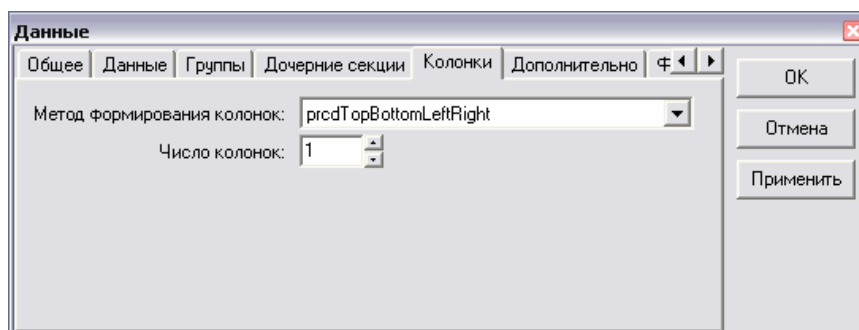 Данные
Общее Данные Группы Дочерние секции Колонки Дополнительно
Метод формирования колонок: prcdTopBottomLeftRight
Число колонок: 1
OK
Отмена
Применить